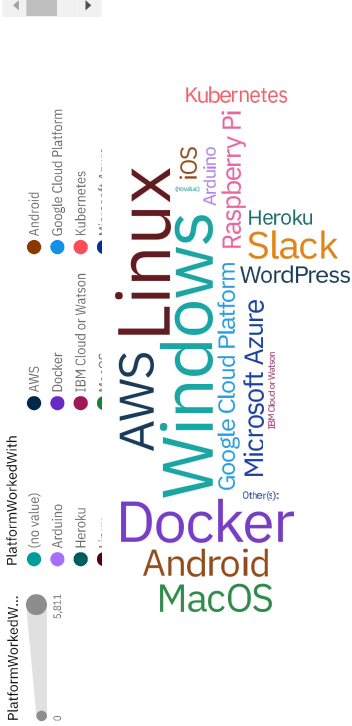 PlatformWorkedW...
0
5,811
PlatformWorkedWith
(no value)
AWS
Android
Arduino
Docker
Google Cloud Platform
Heroku
IBM Cloud or Watson
Kubernetes
Kubernetes
iOS
(no value)
Arduino
Raspberry Pi
Linux
Windows
Heroku
Slack
WordPress
AWS
Google Cloud Platform
Microsoft Azure
IBM Cloud or Watson
Other(s):
Docker
Android
MacOS